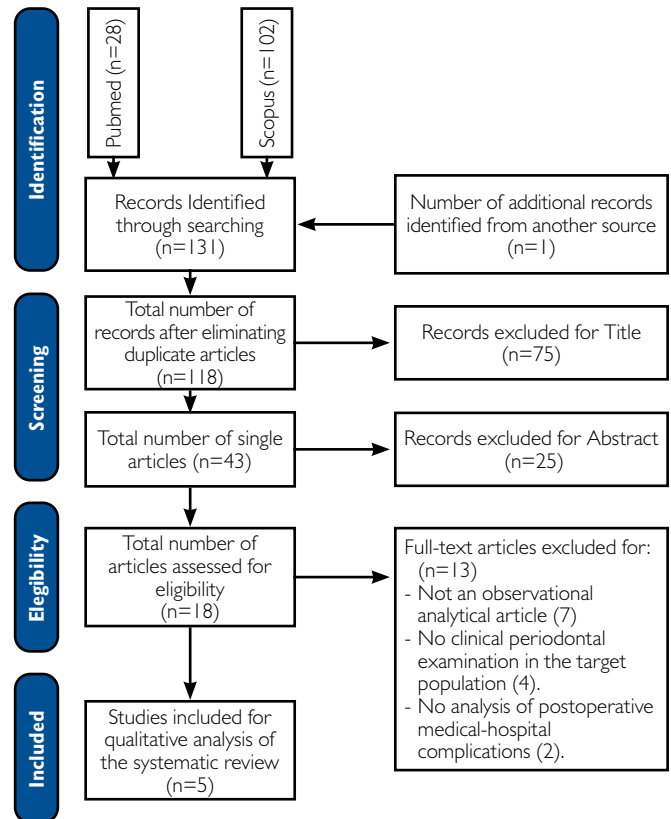 Identification
Pubmed (n=28)
Scopus (n=102)
Records Identified
through searching
(n=131)
Number of additional records
identified from another source
(n=1)
Screening
Total number of
records after eliminating
duplicate articles
(n=118)
Records excluded for Title
(n=75)
Total number of single
articles (n=43)
Records excluded for Abstract
(n=25)
Elegibility
Total number of
articles assessed for
eligibility
(n=18)
Full-text articles excluded for:
(n=13)
- Not an observational
analytical article (7)
- No clinical periodontal
examination in the target
population (4).
- No analysis of postoperative
medical-hospital
complications (2).
Included
Studies included for
qualitative analysis of
the systematic review
(n=5)